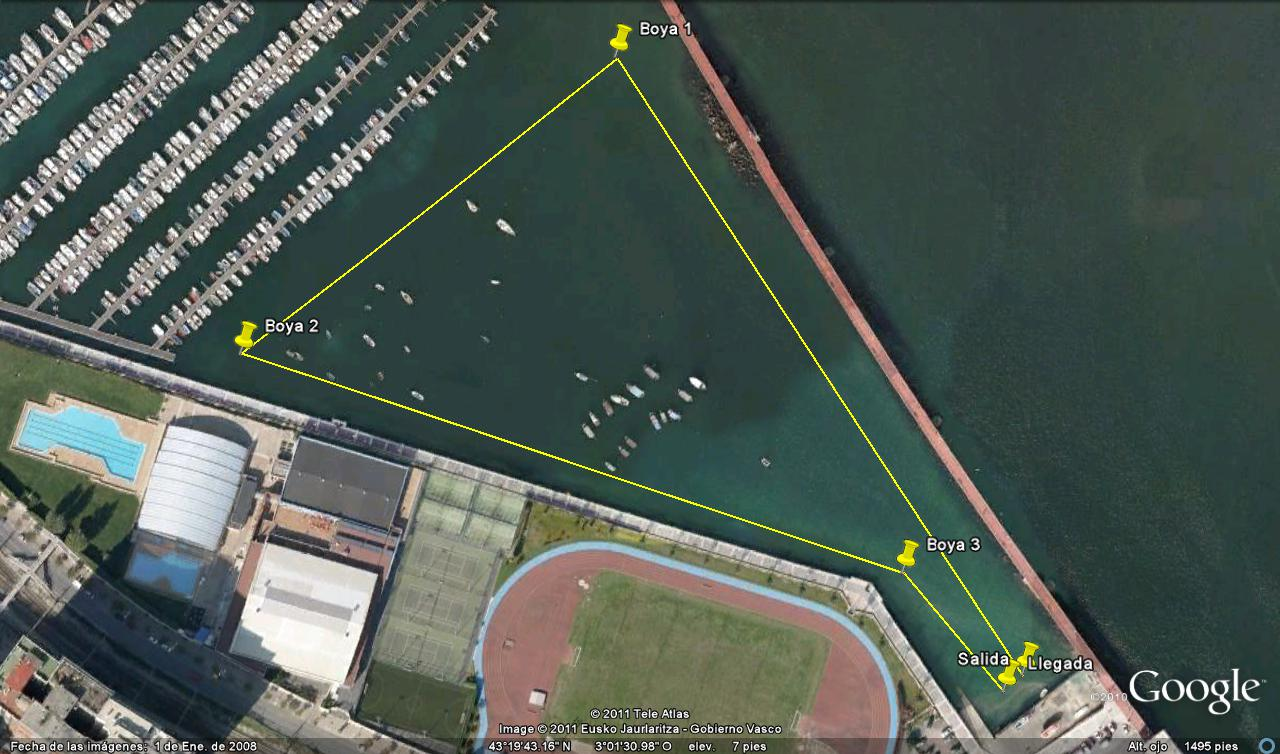 Boya 1
Boya 2
Boya 3
Salida
Llegada
©2010 Google™
© 2011 Tele Atlas
Image © 2011 Eusko Jaurlaritza - Gobierno Vasco
Fecha de las imágenes: 1 de Ene. de 2008 43°19'43.16" N 3°01'30.98" O elev. 7 pies Alt. ojo 1495 pies